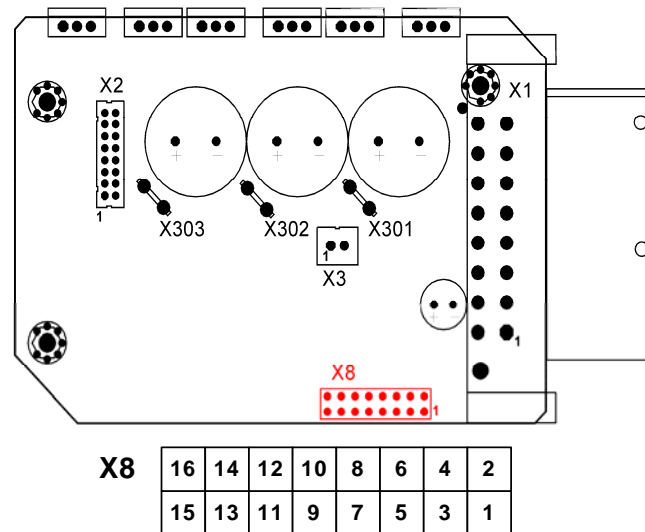 X2
X1
+ − + − + −
1
X303
X302
X301
1
X3
+ −
1
X8
1
X8 16 14 12 10 8 6 4 2
15 13 11 9 7 5 3 1